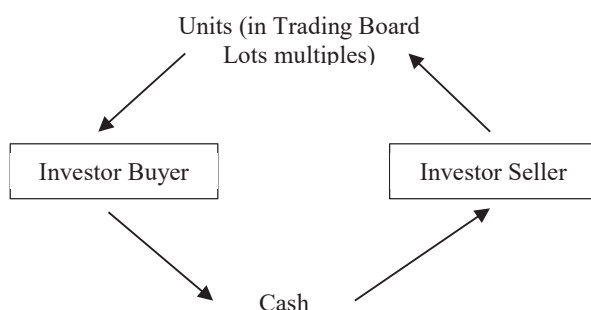 Units (in Trading Board
Lots multiples)
Investor Buyer
Investor Seller
Cash